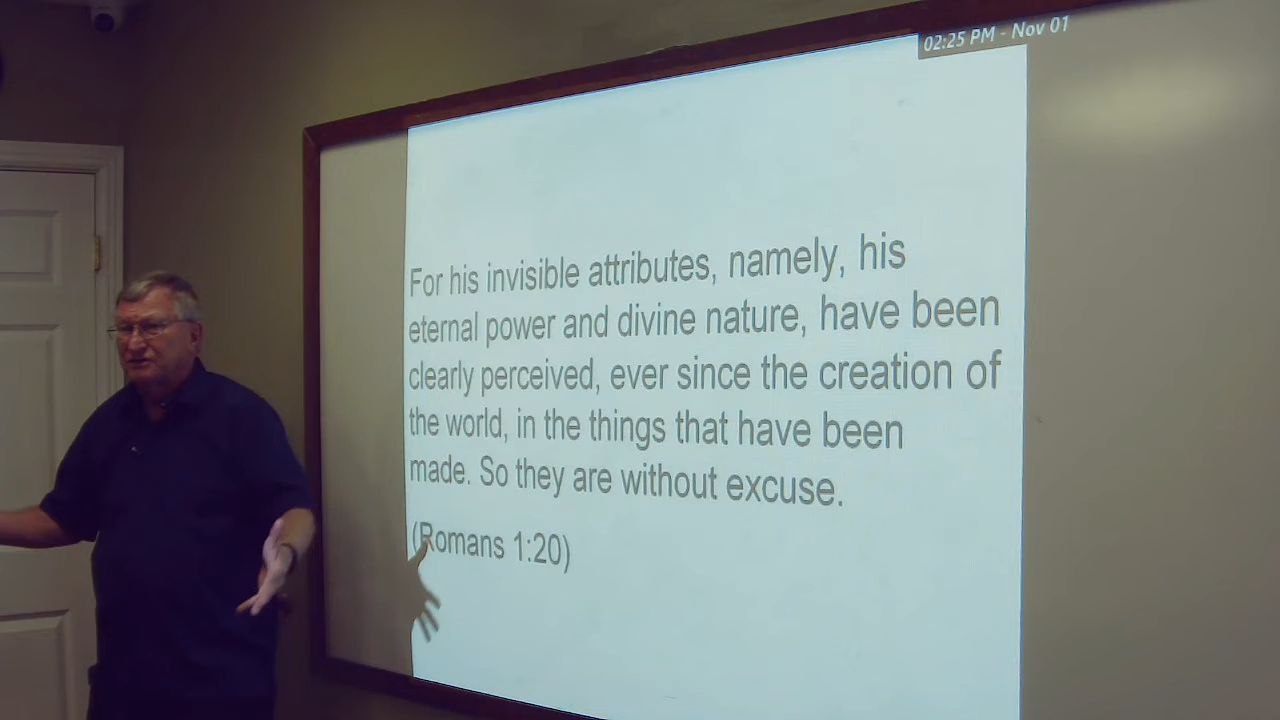 02:25 PM - Nov 01
For his invisible attributes, namely, his
eternal power and divine nature, have been
clearly perceived, ever since the creation of
the world, in the things that have been
made. So they are without excuse.
(Romans 1:20)